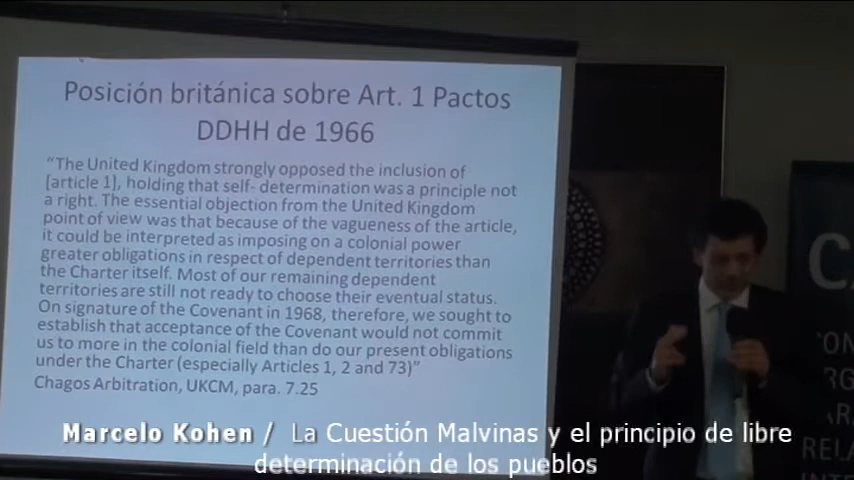 Posición británica sobre Art. 1 Pactos
DDHH de 1966
“The United Kingdom strongly opposed the inclusion of
[article 1], holding that self- determination was a principle not
a right. The essential objection from the United Kingdom
point of view was that because of the vagueness of the article,
it could be interpreted as imposing on a colonial power
greater obligations in respect of dependent territories than
the Charter itself. Most of our remaining dependent
territories are still not ready to choose their eventual status.
On signature of the Covenant in 1968, therefore, we sought to
establish that acceptance of the Covenant would not commit
us to more in the colonial field than do our present obligations
under the Charter (especially Articles 1, 2 and 73)”
Chagos Arbitration, UKCM, para. 7.25
Marcelo Kohen / La Cuestión Malvinas y el principio de libre
determinación de los pueblos